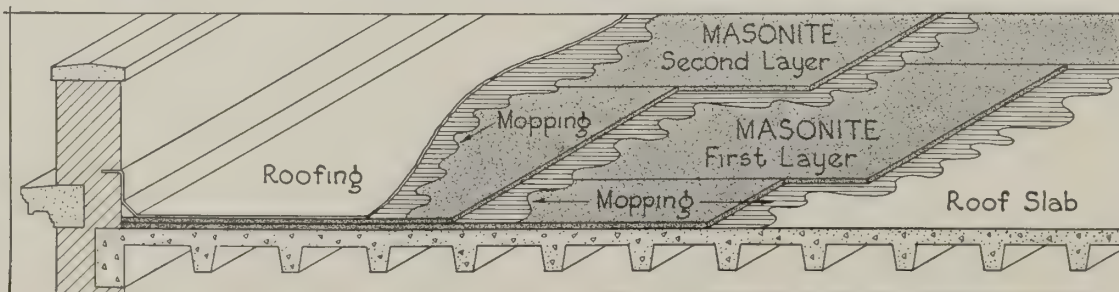 MASONITE
Second Layer
Mopping
MASONITE
First Layer
Roofing
Mopping
Roof Slab